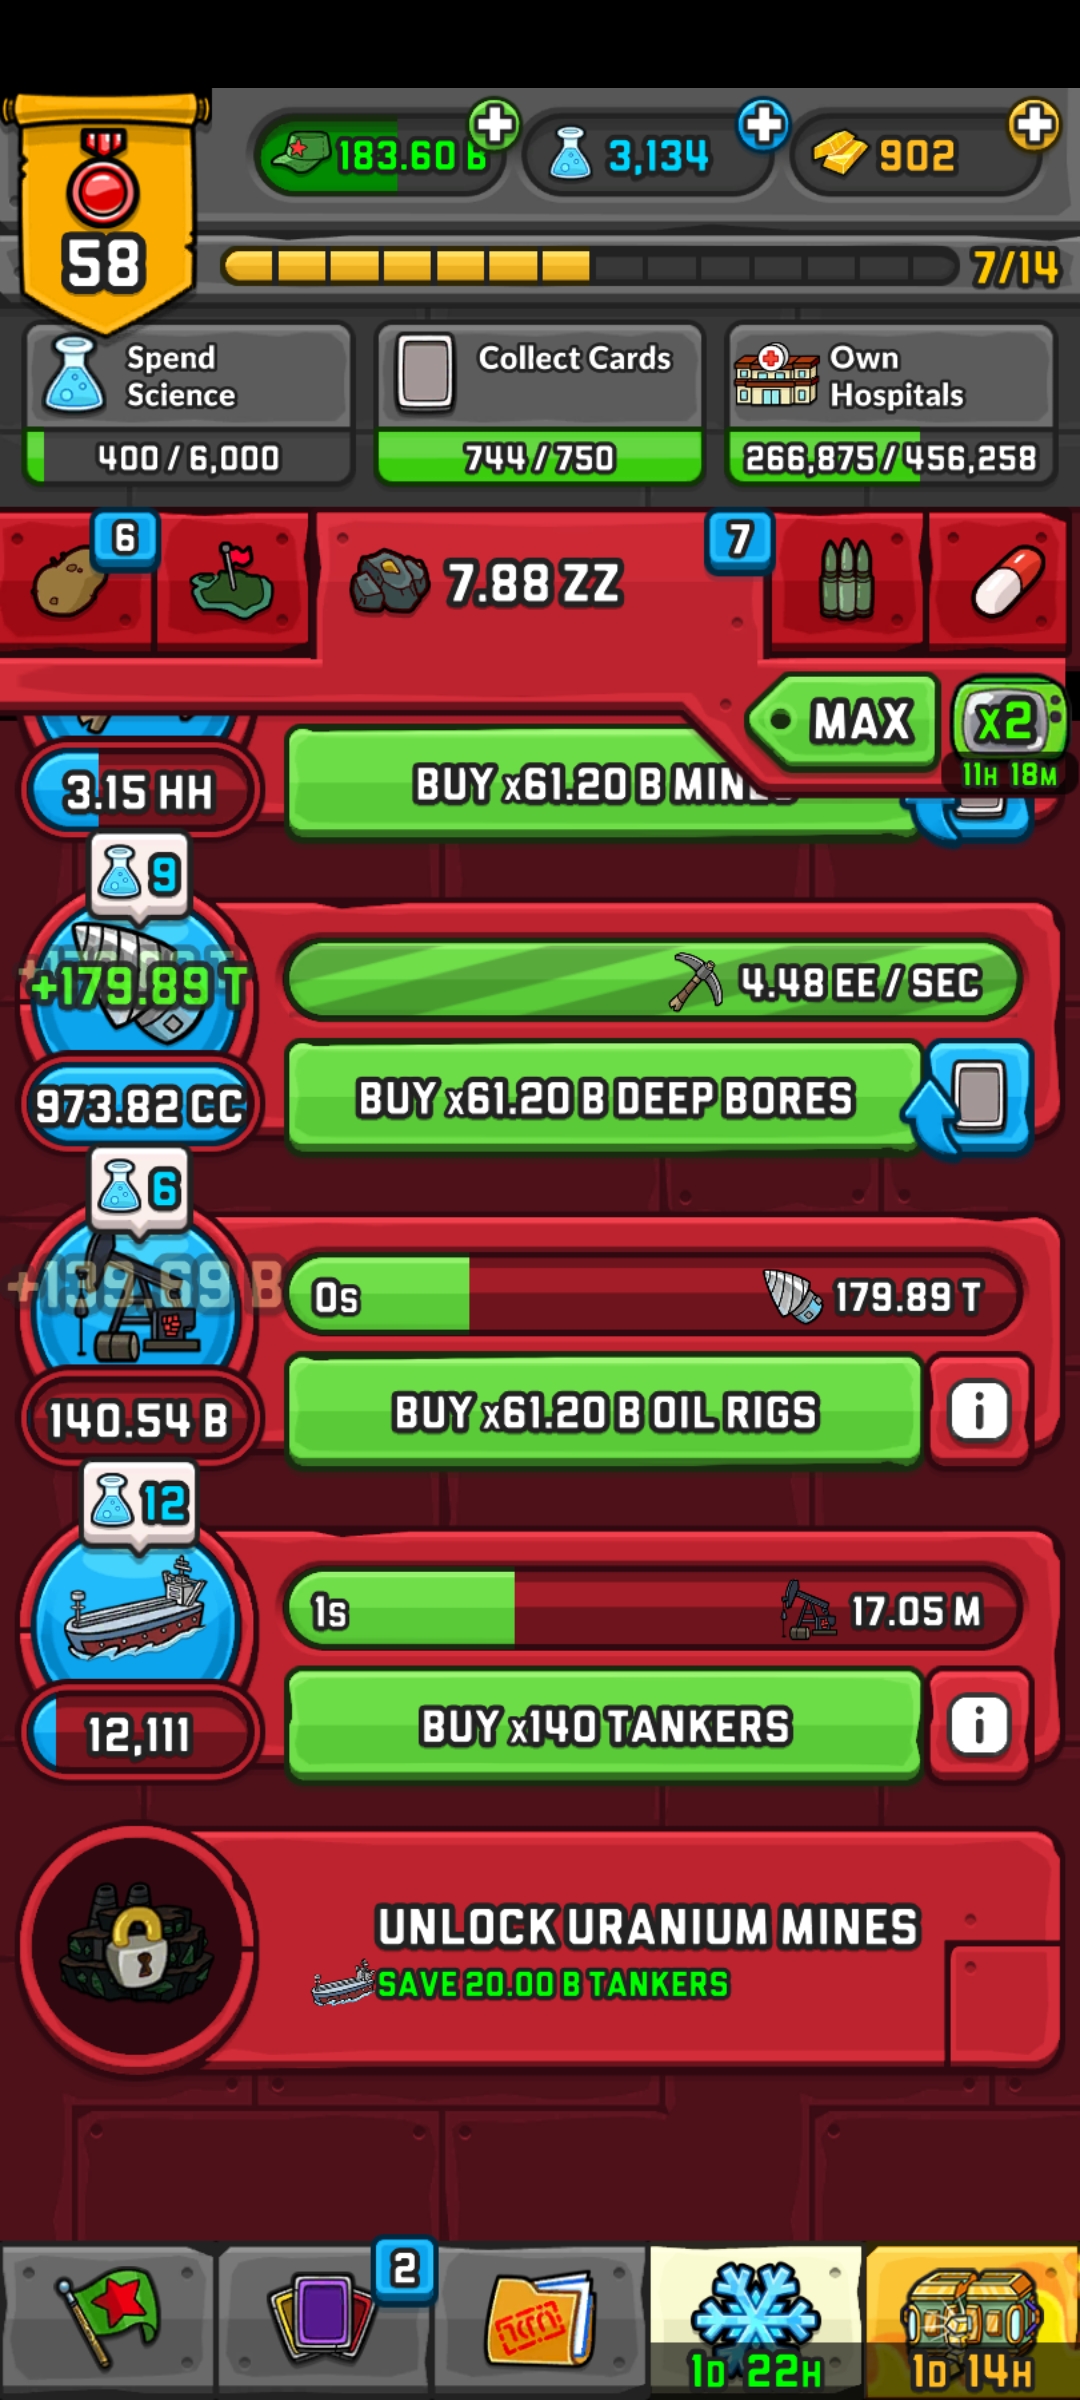 183.60 B
3,134
902
58
7/14
Spend Science
400 / 6,000
Collect Cards
744 / 750
Own Hospitals
266,875 / 456,258
6
7.88 ZZ
7
MAX
x2
11H 18M
3.15 HH
BUY x61.20 B
9
+179.89 T
4.48 EE / SEC
973.82 CC
BUY x61.20 B DEEP BORES
6
+139.69 B
0s
179.89 T
140.54 B
BUY x61.20 B OIL RIGS
i
12
1s
17.05 M
12,111
BUY x140 TANKERS
i
UNLOCK URANIUM MINES
SAVE 20.00 B TANKERS
2
1D 22H
1D 14H